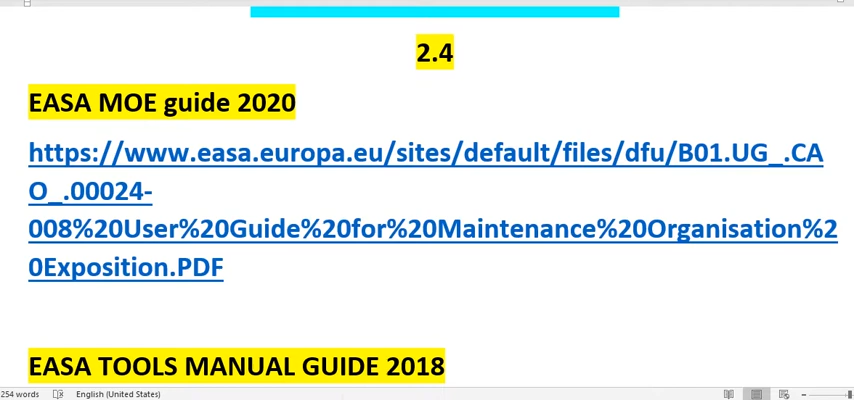 2.4
EASA MOE guide 2020
https://www.easa.europa.eu/sites/default/files/dfu/B01.UG_.CA
O_.00024-
008%20User%20Guide%20for%20Maintenance%20Organisation%2
0Exposition.PDF
EASA TOOLS MANUAL GUIDE 2018
254 words English (United States)